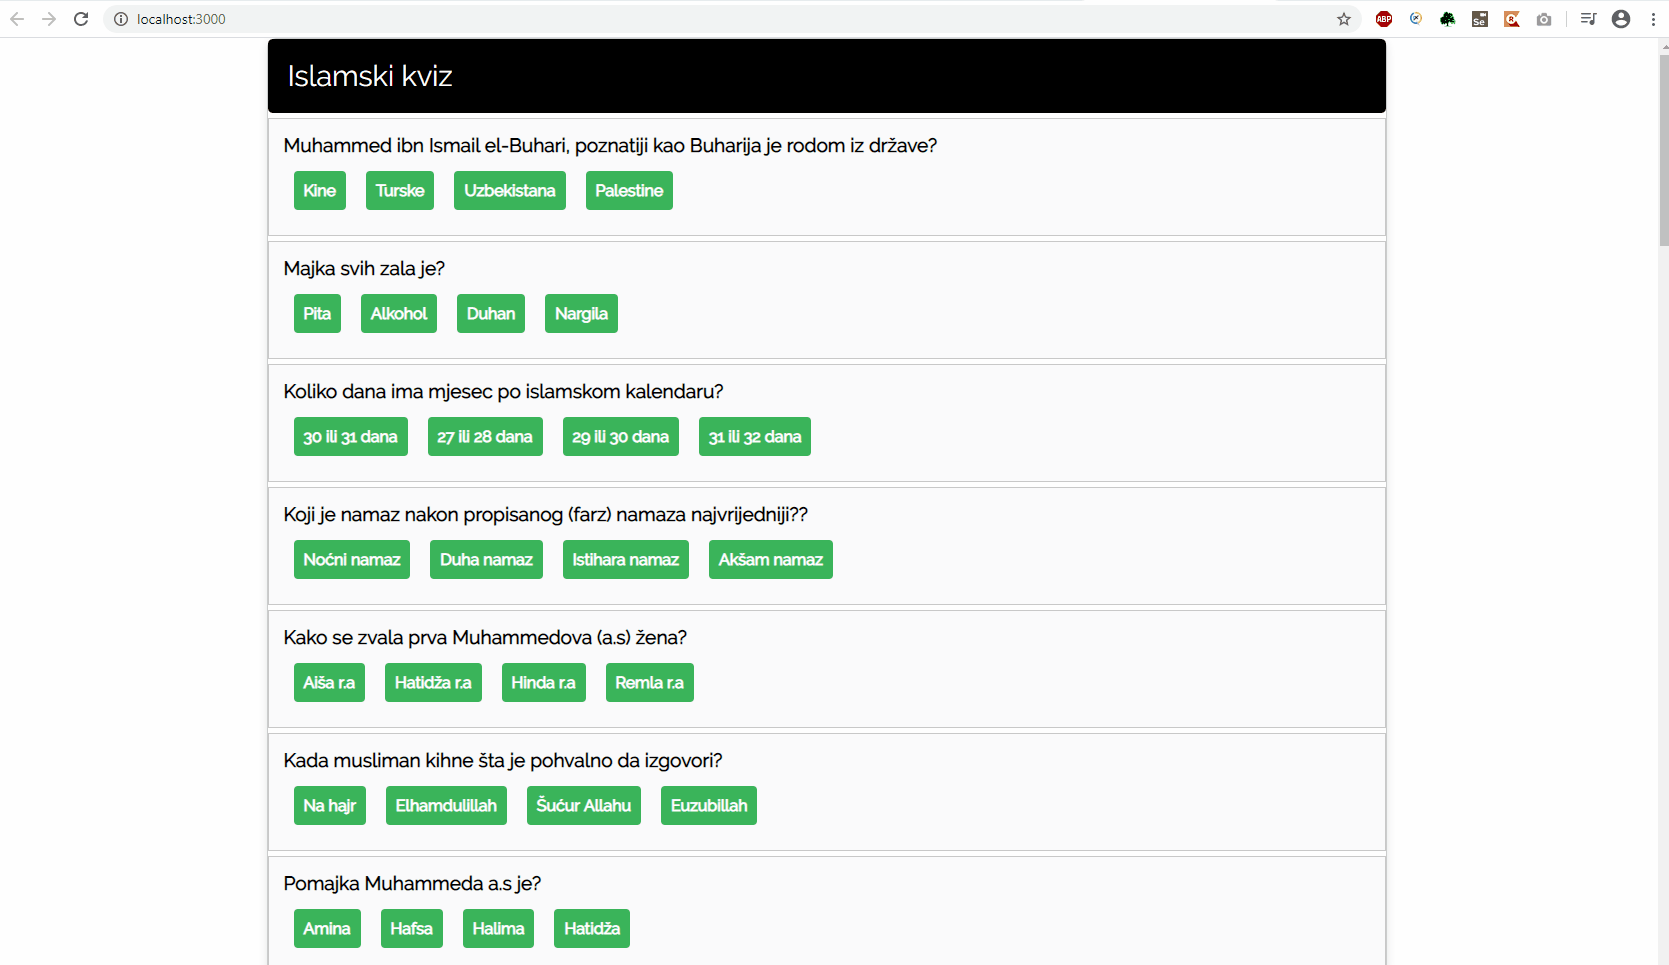 localhost:3000
ABP
Se
Islamski kviz
Muhammed ibn Ismail el-Buhari, poznatiji kao Buharija je rodom iz države?
Kine Turske Uzbekistana Palestine
Majka svih zala je?
Pita Alkohol Duhan Nargila
Koliko dana ima mjesec po islamskom kalendaru?
30 ili 31 dana 27 ili 28 dana 29 ili 30 dana 31 ili 32 dana
Koji je namaz nakon propisanog (farz) namaza najvrijedniji??
Noćni namaz Duha namaz Istihara namaz Akšam namaz
Kako se zvala prva Muhammedova (a.s) žena?
Aiša r.a Hatidža r.a Hinda r.a Remla r.a
Kada musliman kihne šta je pohvalno da izgovori?
Na hajr Elhamdulillah Šućur Allahu Euzubillah
Pomajka Muhammeda a.s je?
Amina Hafsa Halima Hatidža